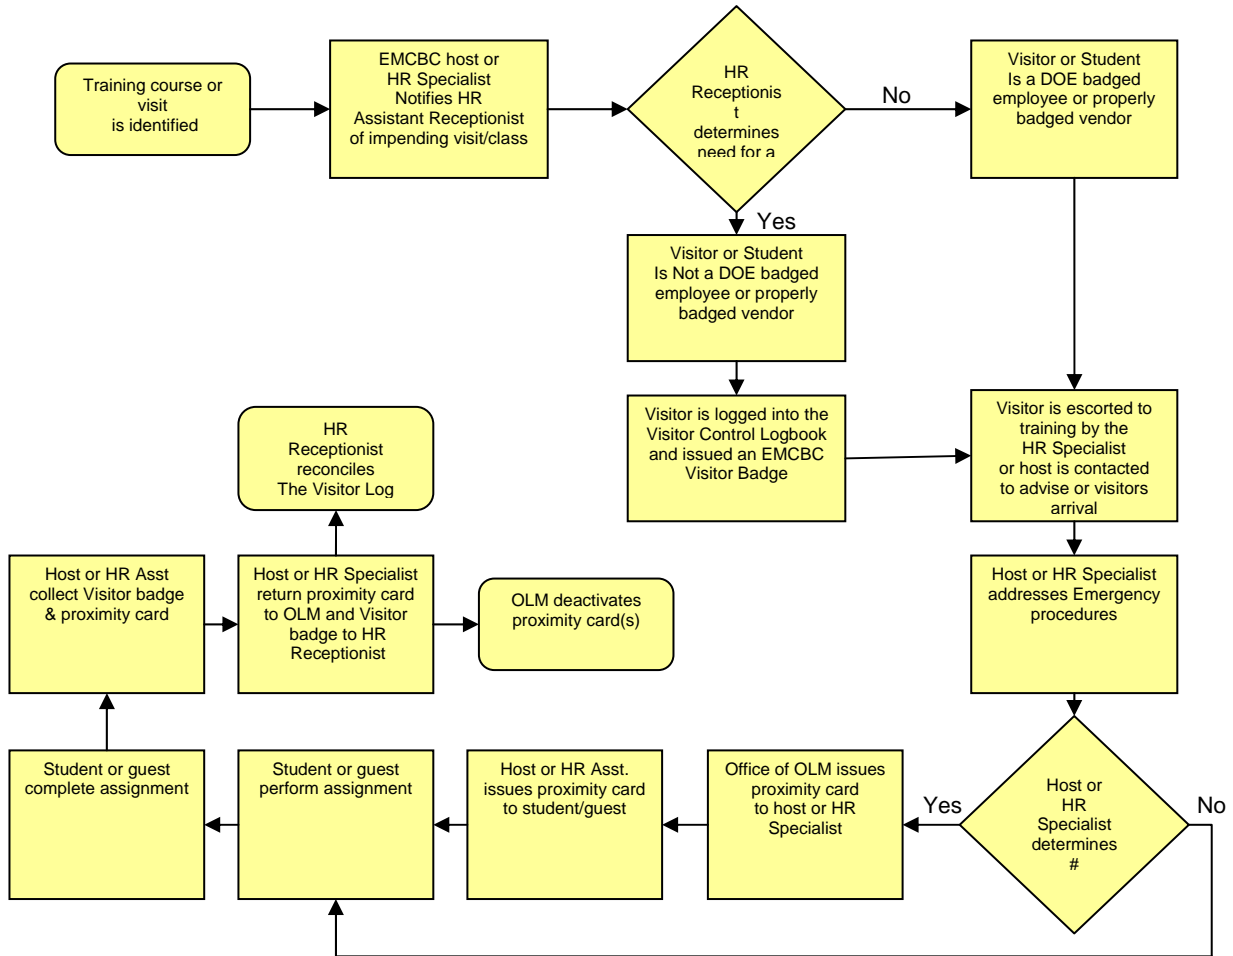 Training course or
visit
is identified
EMCBC host or
HR Specialist
Notifies HR
Assistant Receptionist
of impending visit/class
HR
Receptionis
t
determines
need for a
No
Visitor or Student
Is a DOE badged
employee or properly
badged vendor
Yes
Visitor or Student
Is Not a DOE badged
employee or properly
badged vendor
Visitor is logged into the
Visitor Control Logbook
and issued an EMCBC
Visitor Badge
Visitor is escorted to
training by the
HR Specialist
or host is contacted
to advise or visitors
arrival
HR
Receptionist
reconciles
The Visitor Log
Host or HR Asst
collect Visitor badge
& proximity card
Host or HR Specialist
return proximity card
to OLM and Visitor
badge to HR
Receptionist
OLM deactivates
proximity card(s)
Host or HR Specialist
addresses Emergency
procedures
Student or guest
complete assignment
Student or guest
perform assignment
Host or HR Asst.
issues proximity card
to student/guest
Office of OLM issues
proximity card
to host or HR
Specialist
Yes
Host or
HR
Specialist
determines
#
No